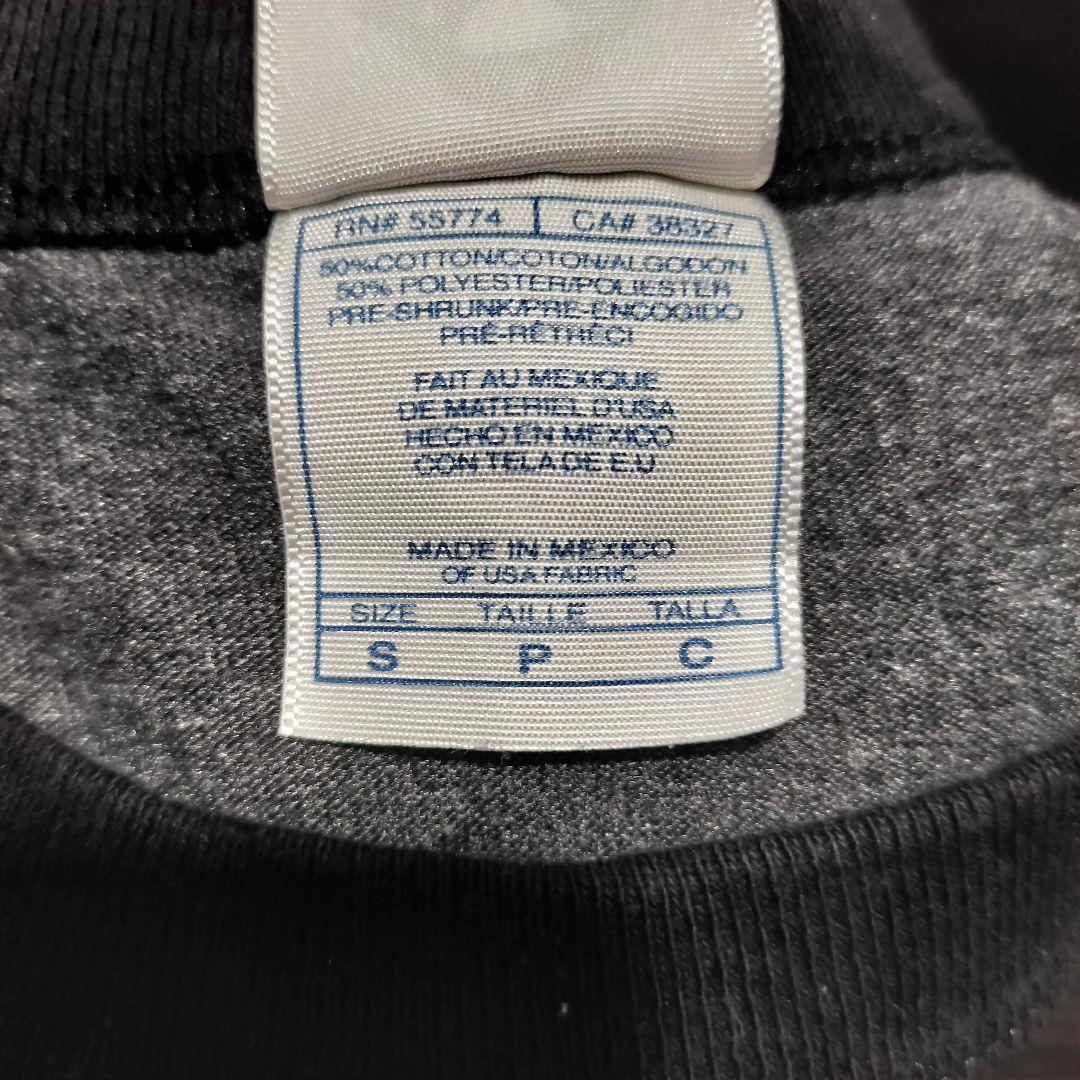 RN# 55774 CA# 38327
50%COTTON/COTON/ALGODON
50% POLYESTER/POLIESTER
PRE-SHRUNK/PRE-ENCOGIDO
PRÉ-RÉTRÉCI
FAIT AU MEXIQUE
DE MATERIEL D'USA
HECHO EN MEXICO
CON TELA DE E.U
MADE IN MEXICO
OF USA FABRIC
SIZE TAILLE TALLA
S P C